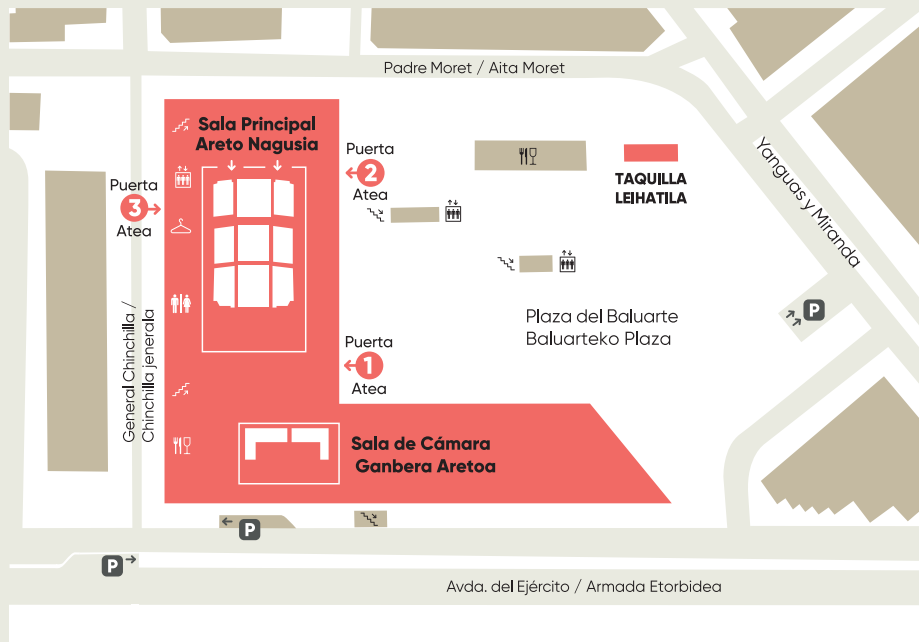 Padre Moret / Aita Moret
Sala Principal
Areto Nagusia
Puerta
2
Atea
TAQUILLA
LEIHATILA
Yanguas y Miranda
Puerta
3
Atea
Plaza del Baluarte
Baluarteko Plaza
P
General Chinchilla /
Chinchilla jenerala
Puerta
1
Atea
Sala de Cámara
Ganbera Aretoa
P
P
Avda. del Ejército / Armada Etorbidea